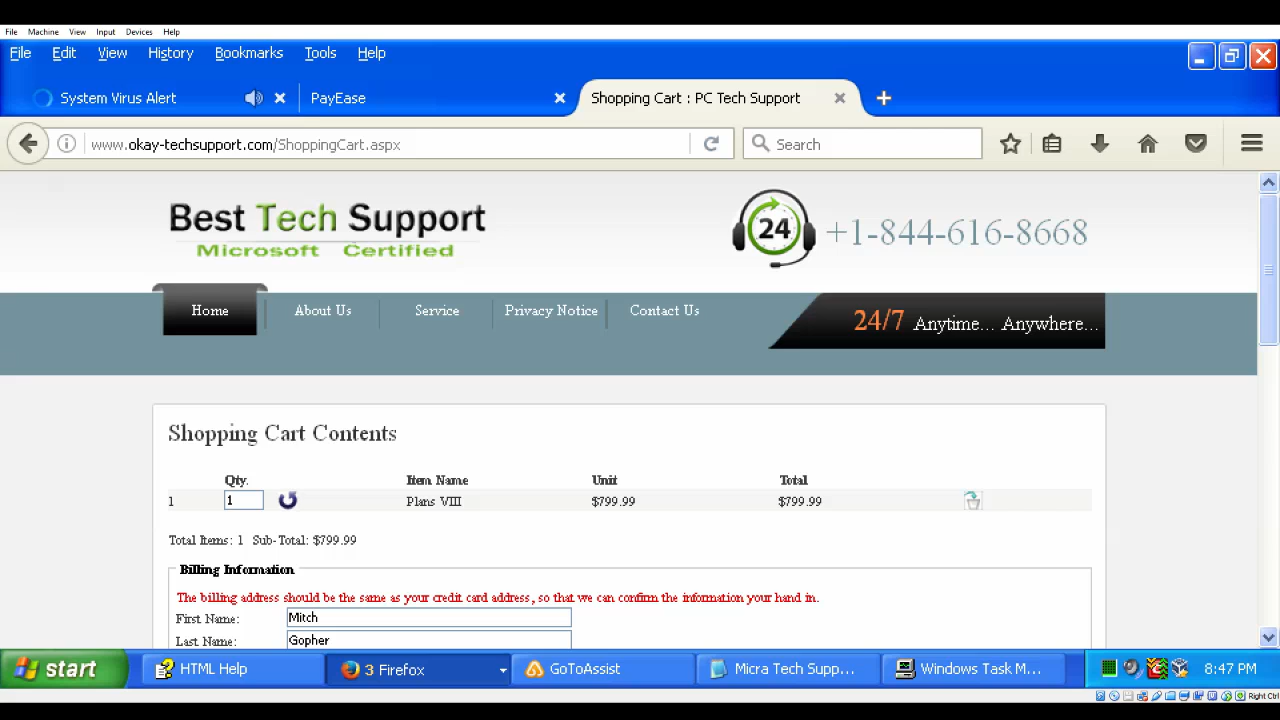 File Machine View Input Devices Help
File Edit View History Bookmarks Tools Help
System Virus Alert PayEase Shopping Cart : PC Tech Support
www.okay-techsupport.com/ShoppingCart.aspx Search
Best Tech Support
Microsoft Certified
24 +1-844-616-8668
Home About Us Service Privacy Notice Contact Us
24/7 Anytime... Anywhere...
Shopping Cart Contents
Qty. Item Name Unit Total
1 1 Plans VIII $799.99 $799.99
Total Items: 1 Sub-Total: $799.99
Billing Information
The billing address should be the same as your credit card address, so that we can confirm the information your hand in.
First Name: Mitch
Last Name: Gopher
start HTML Help 3 Firefox GoToAssist Micra Tech Supp... Windows Task M... 8:47 PM
Right Ctrl